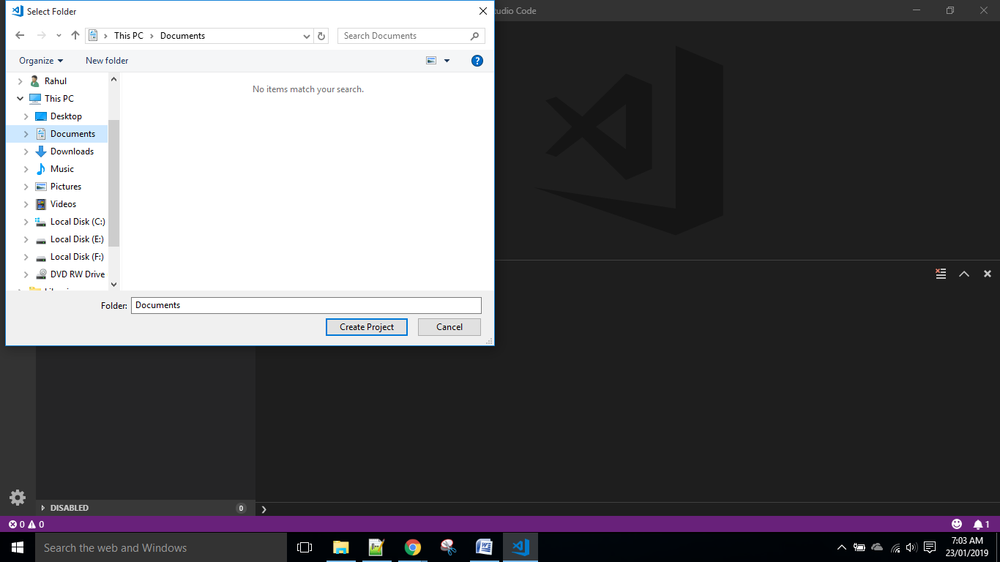 Select Folder
tudio Code
This PC
Documents
Search Documents
Organize
New folder
Rahul
This PC
Desktop
Documents
Downloads
Music
Pictures
Videos
Local Disk (C:)
Local Disk (E:)
Local Disk (F:)
DVD RW Drive
No items match your search.
Folder: Documents
Create Project
Cancel
DISABLED 0
0 0
1
Search the web and Windows
7:03 AM
23/01/2019